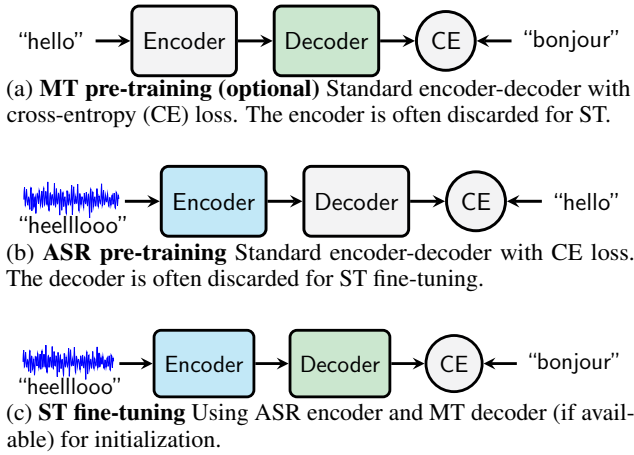 “hello” Encoder Decoder CE “bonjour”
(a) MT pre-training (optional) Standard encoder-decoder with
cross-entropy (CE) loss. The encoder is often discarded for ST.
Encoder Decoder CE “hello”
“heelllooo”
(b) ASR pre-training Standard encoder-decoder with CE loss.
The decoder is often discarded for ST fine-tuning.
Encoder Decoder CE “bonjour”
“heelllooo”
(c) ST fine-tuning Using ASR encoder and MT decoder (if avail-
able) for initialization.